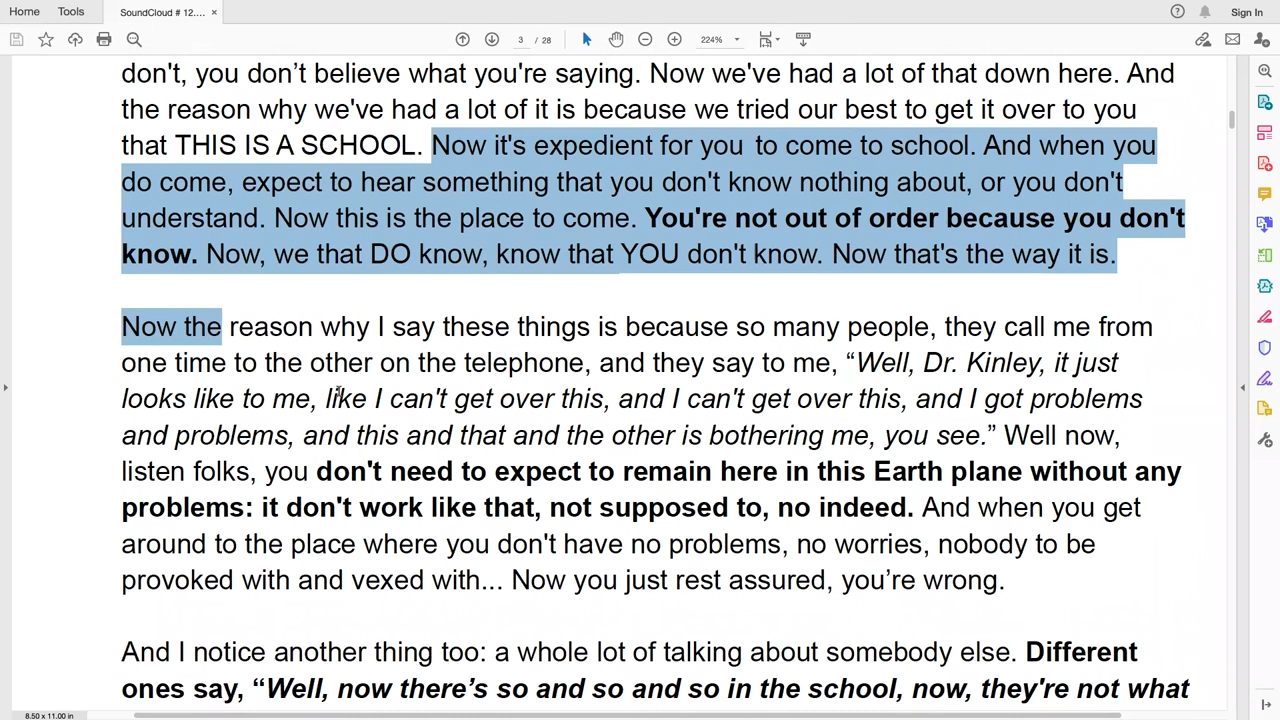 Home Tools SoundCloud # 12.... × Sign In
3 / 28 224%
don't, you don’t believe what you're saying. Now we've had a lot of that down here. And
the reason why we've had a lot of it is because we tried our best to get it over to you
that THIS IS A SCHOOL. Now it's expedient for you to come to school. And when you
do come, expect to hear something that you don't know nothing about, or you don't
understand. Now this is the place to come. You're not out of order because you don't
know. Now, we that DO know, know that YOU don't know. Now that's the way it is.
Now the reason why I say these things is because so many people, they call me from
one time to the other on the telephone, and they say to me, “Well, Dr. Kinley, it just
looks like to me, like I can't get over this, and I can't get over this, and I got problems
and problems, and this and that and the other is bothering me, you see.” Well now,
listen folks, you don't need to expect to remain here in this Earth plane without any
problems: it don't work like that, not supposed to, no indeed. And when you get
around to the place where you don't have no problems, no worries, nobody to be
provoked with and vexed with... Now you just rest assured, you’re wrong.
And I notice another thing too: a whole lot of talking about somebody else. Different
ones say, “Well, now there’s so and so and so in the school, now, they're not what
8.50 x 11.00 in